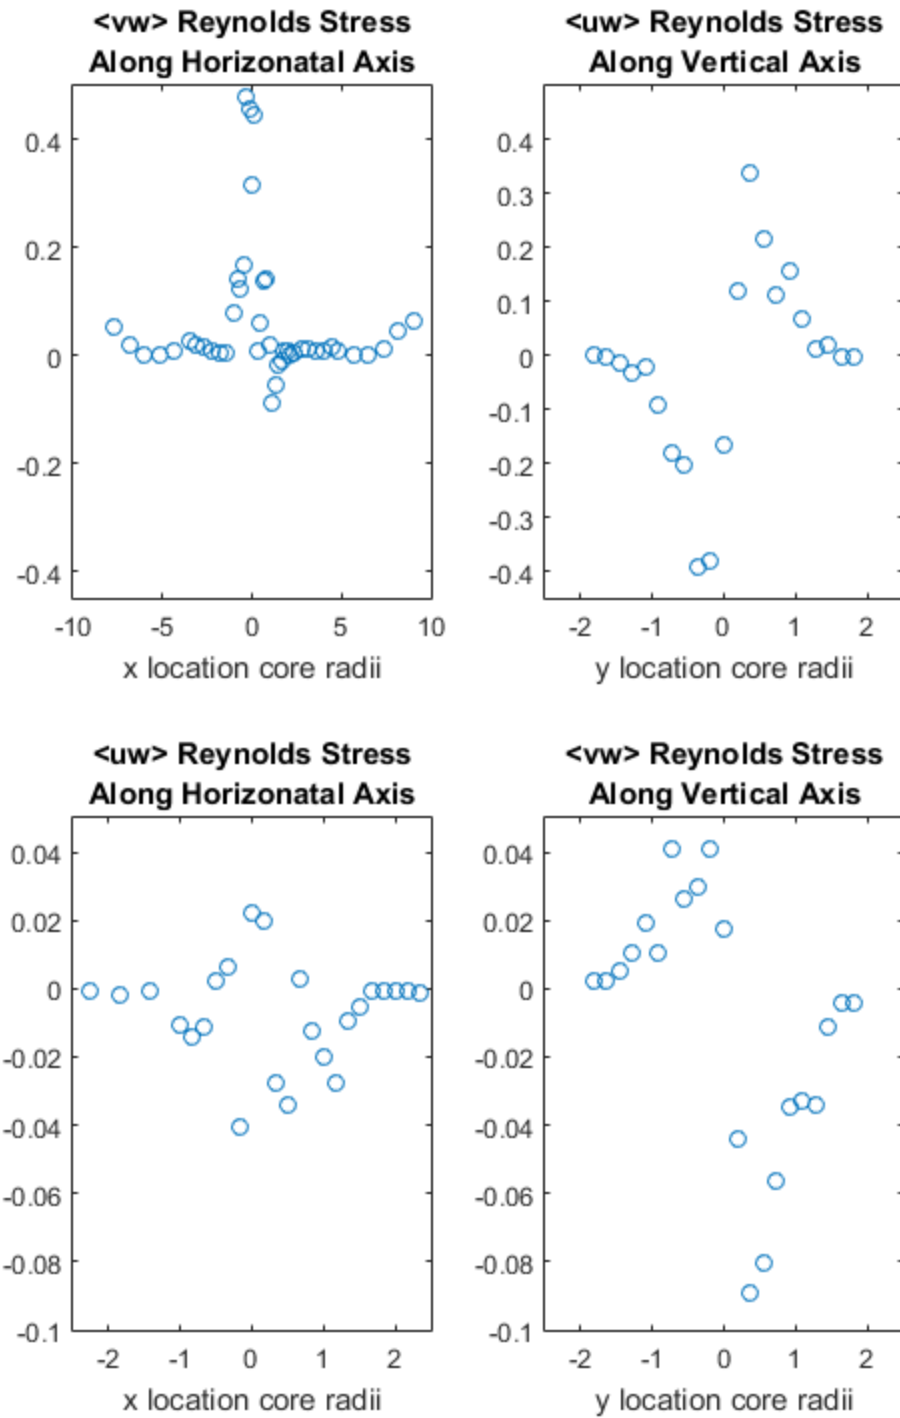 <vw> Reynolds Stress
Along Horizonatal Axis
0.4
0.2
0
-0.2
-0.4
-10 -5 0 5 10
x location core radii
<uw> Reynolds Stress
Along Vertical Axis
0.4
0.3
0.2
0.1
0
-0.1
-0.2
-0.3
-0.4
-2 -1 0 1 2
y location core radii
<uw> Reynolds Stress
Along Horizonatal Axis
0.04
0.02
0
-0.02
-0.04
-0.06
-0.08
-0.1
-2 -1 0 1 2
x location core radii
<vw> Reynolds Stress
Along Vertical Axis
0.04
0.02
0
-0.02
-0.04
-0.06
-0.08
-0.1
-2 -1 0 1 2
y location core radii